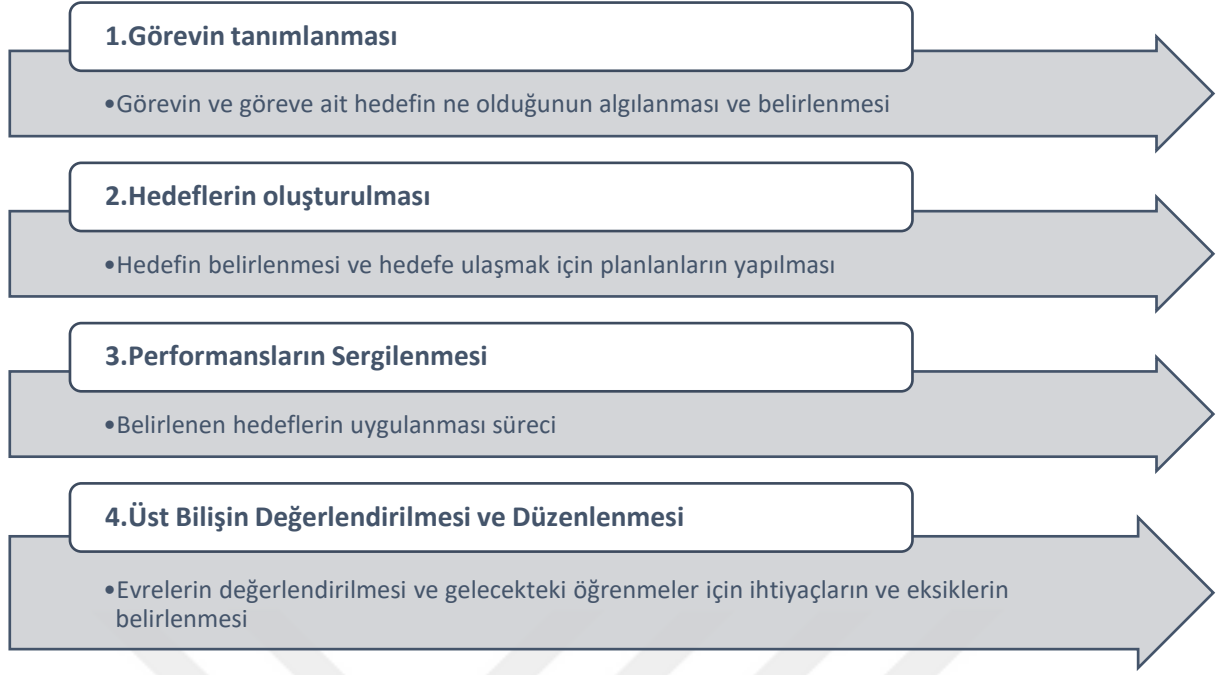 1.Görevin tanımlanması
•Görevin ve göreve ait hedefin ne olduğunun algılanması ve belirlenmesi
2.Hedeflerin oluşturulması
•Hedefin belirlenmesi ve hedefe ulaşmak için planlanların yapılması
3.Performansların Sergilenmesi
•Belirlenen hedeflerin uygulanması süreci
4.Üst Bilişin Değerlendirilmesi ve Düzenlenmesi
•Evrelerin değerlendirilmesi ve gelecekteki öğrenmeler için ihtiyaçların ve eksiklerin
belirlenmesi